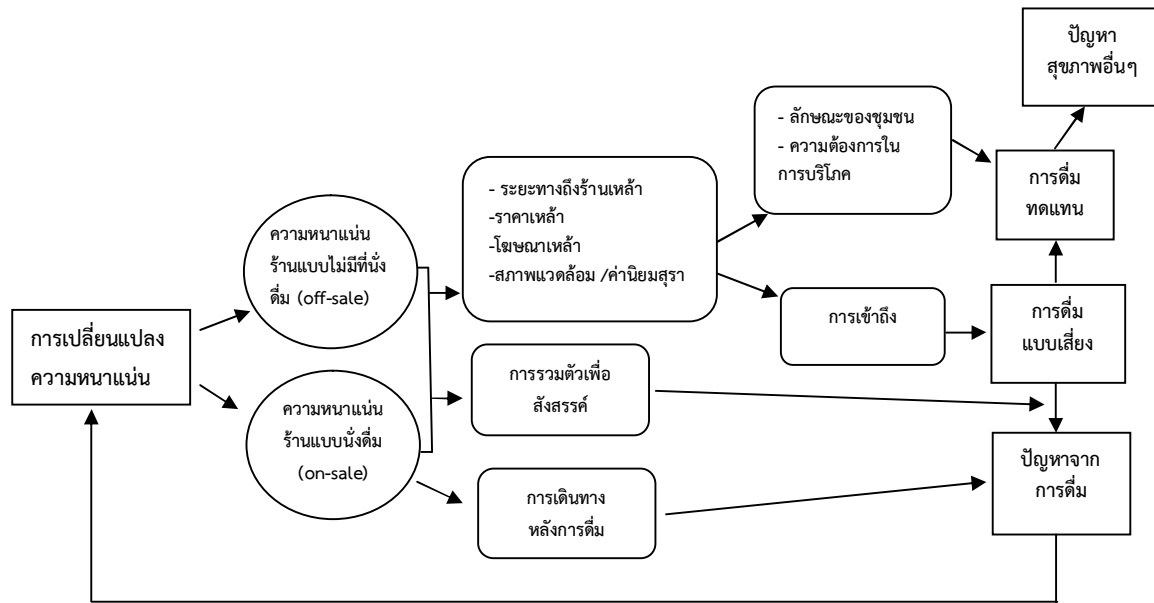 ปัญหา
สุขภาพอื่นๆ
- ลักษณะของชุมชน
- ความต้องการใน
การบริโภค
การดื่ม
ทดแทน
- ระยะทางถึงร้านเหล้า
-ราคาเหล้า
-โฆษณาเหล้า
-สภาพแวดล้อม /ค่านิยมสุรา
ความหนาแน่น
ร้านแบบไม่มีที่นั่ง
ดื่ม (off-sale)
การเปลี่ยนแปลง
ความหนาแน่น
การเข้าถึง
การดื่ม
แบบเสี่ยง
การรวมตัวเพื่อ
สังสรรค์
ความหนาแน่น
ร้านแบบนั่งดื่ม
(on-sale)
การเดินทาง
หลังการดื่ม
ปัญหาจาก
การดื่ม